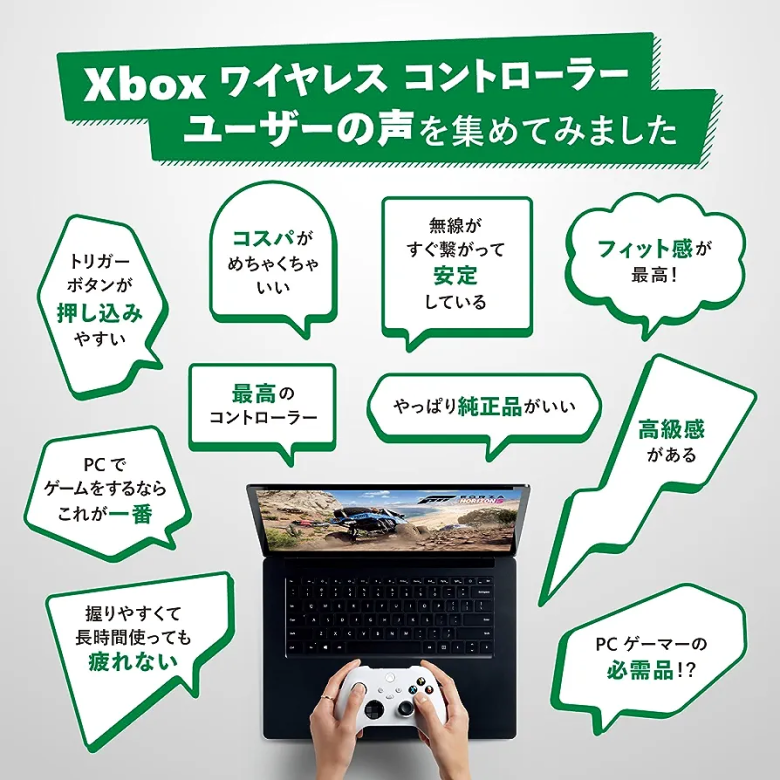 Xbox ワイヤレス コントローラー
ユーザーの声を集めてみました
トリガー
ボタンが
押し込み
やすい
コスパが
めちゃくちゃ
いい
無線が
すぐ繋がって
安定
している
フィット感が
最高!
最高の
コントローラー
やっぱり純正品がいい
高級感
がある
PCで
ゲームをするなら
これが一番
FORZA
HORIZON 5
握りやすくて
長時間使っても
疲れない
PC ゲーマーの
必需品!?